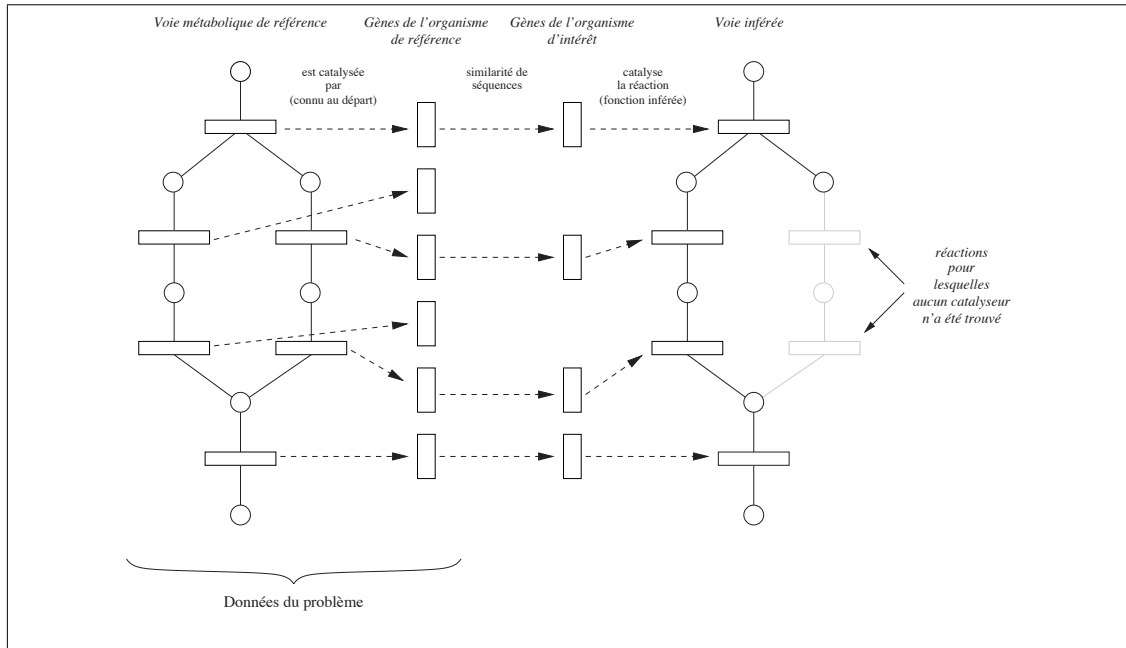 Voie métabolique de référence
Gènes de l'organisme
de référence
Gènes de l'organisme
d'intérêt
Voie inférée
est catalysée
par
(connu au départ)
similarité de
séquences
catalyse
la réaction
(fonction inférée)
réactions
pour
lesquelles
aucun catalyseur
n'a été trouvé
Données du problème